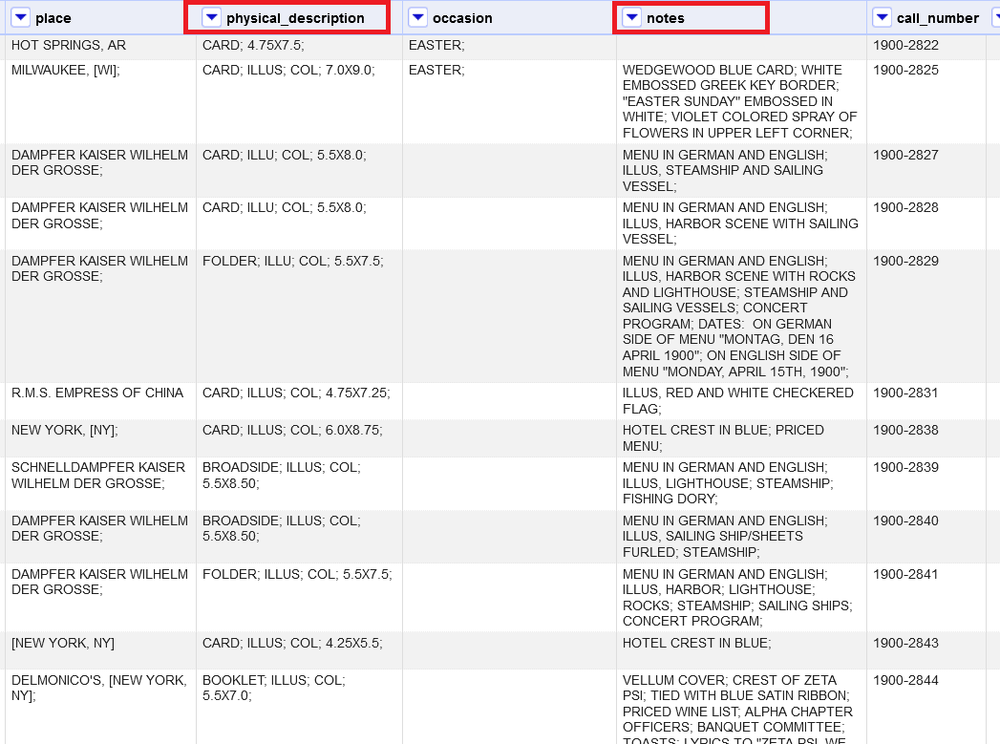 place physical_description occasion notes call_number
HOT SPRINGS, AR CARD; 4.75X7.5; EASTER; 1900-2822
MILWAUKEE, [WI]; CARD; ILLUS; COL; 7.0X9.0; EASTER; WEDGEWOOD BLUE CARD; WHITE 1900-2825
EMBOSSED GREEK KEY BORDER;
"EASTER SUNDAY" EMBOSSED IN
WHITE; VIOLET COLORED SPRAY OF
FLOWERS IN UPPER LEFT CORNER;
DAMPFER KAISER WILHELM CARD; ILLU; COL; 5.5X8.0; MENU IN GERMAN AND ENGLISH; 1900-2827
DER GROSSE; ILLUS, STEAMSHIP AND SAILING
VESSEL;
DAMPFER KAISER WILHELM CARD; ILLU; COL; 5.5X8.0; MENU IN GERMAN AND ENGLISH; 1900-2828
DER GROSSE; ILLUS, HARBOR SCENE WITH SAILING
VESSEL;
DAMPFER KAISER WILHELM FOLDER; ILLU; COL; 5.5X7.5; MENU IN GERMAN AND ENGLISH; 1900-2829
DER GROSSE; ILLUS, HARBOR SCENE WITH ROCKS
AND LIGHTHOUSE; STEAMSHIP AND
SAILING VESSELS; CONCERT
PROGRAM; DATES:  ON GERMAN
SIDE OF MENU "MONTAG, DEN 16
APRIL 1900"; ON ENGLISH SIDE OF
MENU "MONDAY, APRIL 15TH, 1900";
R.M.S. EMPRESS OF CHINA CARD; ILLUS; COL; 4.75X7.25; ILLUS, RED AND WHITE CHECKERED 1900-2831
FLAG;
NEW YORK, [NY]; CARD; ILLUS; COL; 6.0X8.75; HOTEL CREST IN BLUE; PRICED 1900-2838
MENU;
SCHNELLDAMPFER KAISER BROADSIDE; ILLUS; COL; MENU IN GERMAN AND ENGLISH; 1900-2839
WILHELM DER GROSSE; 5.5X8.50; ILLUS, LIGHTHOUSE; STEAMSHIP;
FISHING DORY;
DAMPFER KAISER WILHELM BROADSIDE; ILLUS; COL; MENU IN GERMAN AND ENGLISH; 1900-2840
DER GROSSE; 5.5X8.50; ILLUS, SAILING SHIP/SHEETS
FURLED; STEAMSHIP;
DAMPFER KAISER WILHELM FOLDER; ILLUS; COL; 5.5X7.5; MENU IN GERMAN AND ENGLISH; 1900-2841
DER GROSSE; ILLUS, HARBOR; LIGHTHOUSE;
ROCKS; STEAMSHIP; SAILING SHIPS;
CONCERT PROGRAM;
[NEW YORK, NY] CARD; ILLUS; COL; 4.25X5.5; HOTEL CREST IN BLUE; 1900-2843
DELMONICO'S, [NEW YORK, BOOKLET; ILLUS; COL; VELLUM COVER; CREST OF ZETA 1900-2844
NY]; 5.5X7.0; PSI; TIED WITH BLUE SATIN RIBBON;
PRICED WINE LIST; ALPHA CHAPTER
OFFICERS; BANQUET COMMITTEE;
TOASTS; LYRICS TO "ZETA PSI, WE